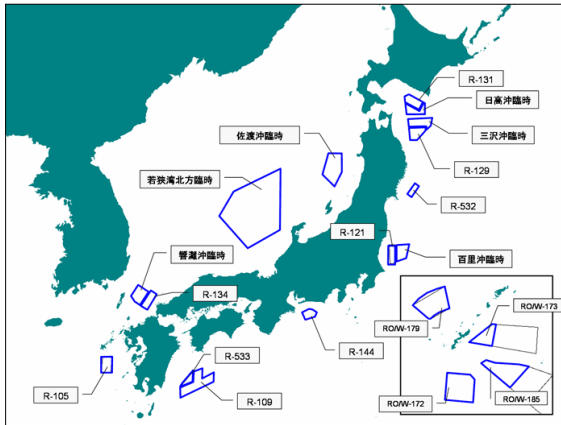 R-131
日高沖臨時
三沢沖臨時
R-129
R-532
佐渡沖臨時
若狭湾北方臨時
R-121
百里沖臨時
響灘沖臨時
R-134
R-144
R-533
R-109
R-105
RO/W-173
RO/W-179
RO/W-172
RO/W-185